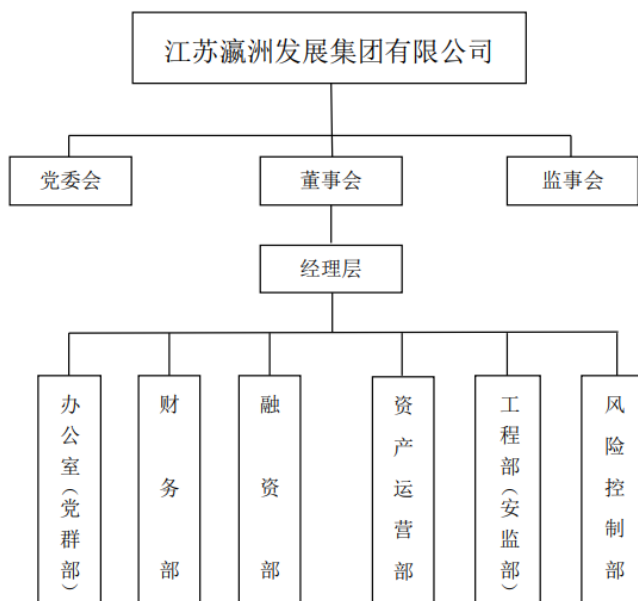 江苏瀛洲发展集团有限公司
党委会
董事会
监事会
经理层
办公室（党群部）
财务部
融资部
资产运营部
工程部（安监部）
风险控制部